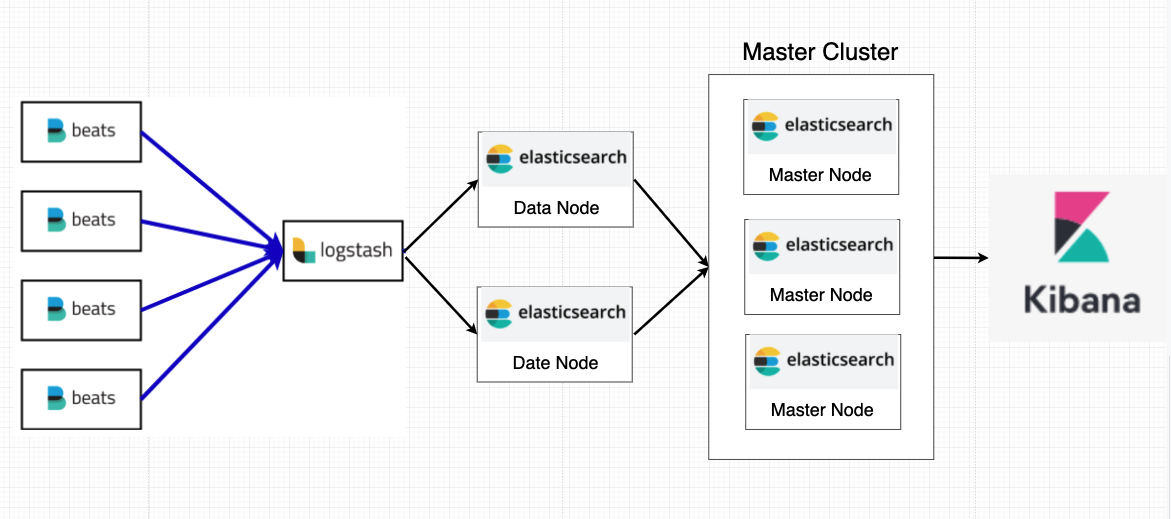 Master Cluster
beats
beats
beats
beats
logstash
elasticsearch
Data Node
elasticsearch
Date Node
elasticsearch
Master Node
elasticsearch
Master Node
elasticsearch
Master Node
Kibana